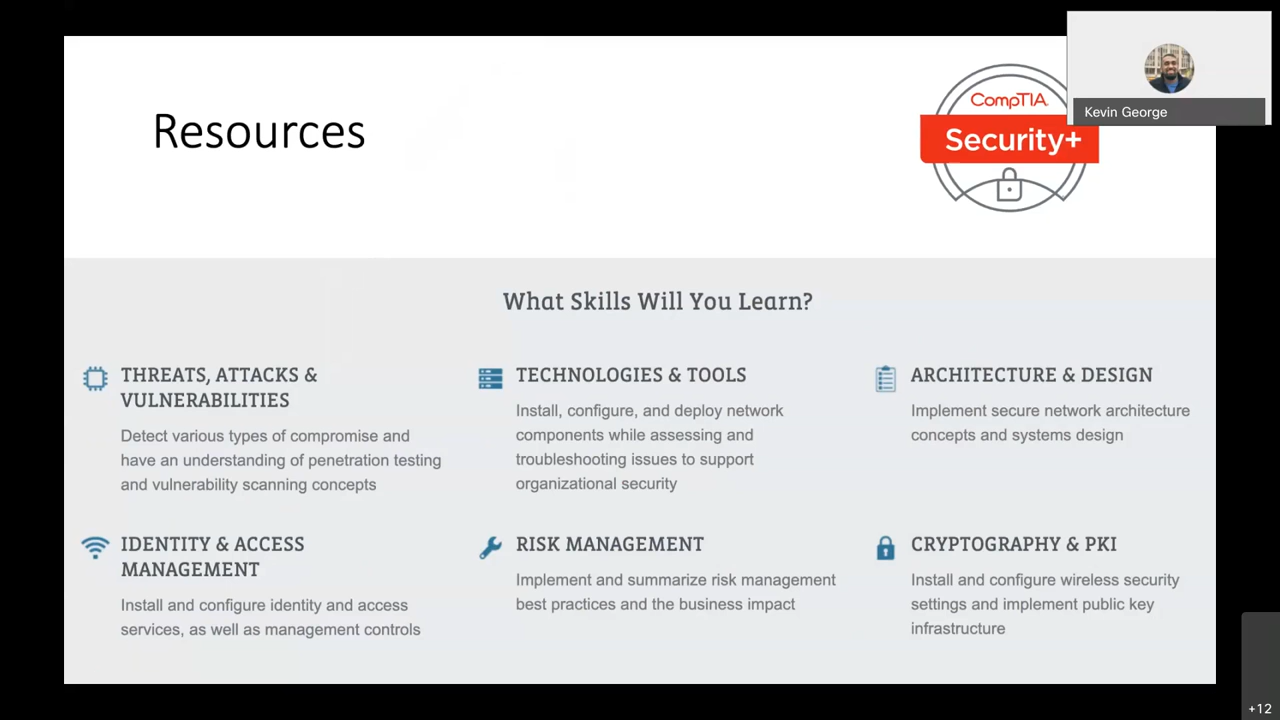 Resources
CompTIA
Security+
Kevin George
What Skills Will You Learn?
THREATS, ATTACKS &
VULNERABILITIES
Detect various types of compromise and
have an understanding of penetration testing
and vulnerability scanning concepts
TECHNOLOGIES & TOOLS
Install, configure, and deploy network
components while assessing and
troubleshooting issues to support
organizational security
ARCHITECTURE & DESIGN
Implement secure network architecture
concepts and systems design
IDENTITY & ACCESS
MANAGEMENT
Install and configure identity and access
services, as well as management controls
RISK MANAGEMENT
Implement and summarize risk management
best practices and the business impact
CRYPTOGRAPHY & PKI
Install and configure wireless security
settings and implement public key
infrastructure
+12